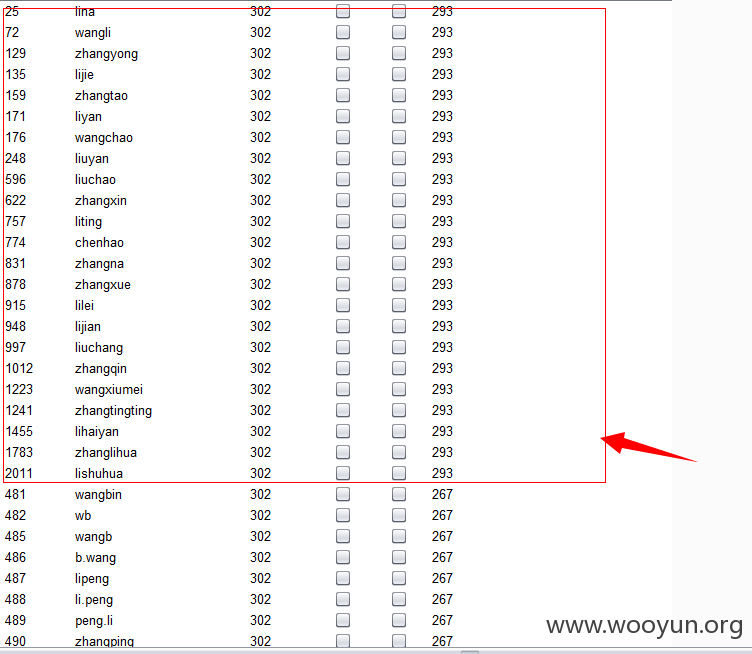 25 lina 302 293
72 wangli 302 293
129 zhangyong 302 293
135 lijie 302 293
159 zhangtao 302 293
171 liyan 302 293
176 wangchao 302 293
248 liuyan 302 293
596 liuchao 302 293
622 zhangxin 302 293
757 liting 302 293
774 chenhao 302 293
831 zhangna 302 293
878 zhangxue 302 293
915 lilei 302 293
948 lijian 302 293
997 liuchang 302 293
1012 zhangqin 302 293
1223 wangxiumei 302 293
1241 zhangtingting 302 293
1455 lihaiyan 302 293
1783 zhanglihua 302 293
2011 lishuhua 302 293
481 wangbin 302 267
482 wb 302 267
485 wangb 302 267
486 b.wang 302 267
487 lipeng 302 267
488 li.peng 302 267
489 peng.li 302 267
490 zhangping 302 267
www.wooyun.org